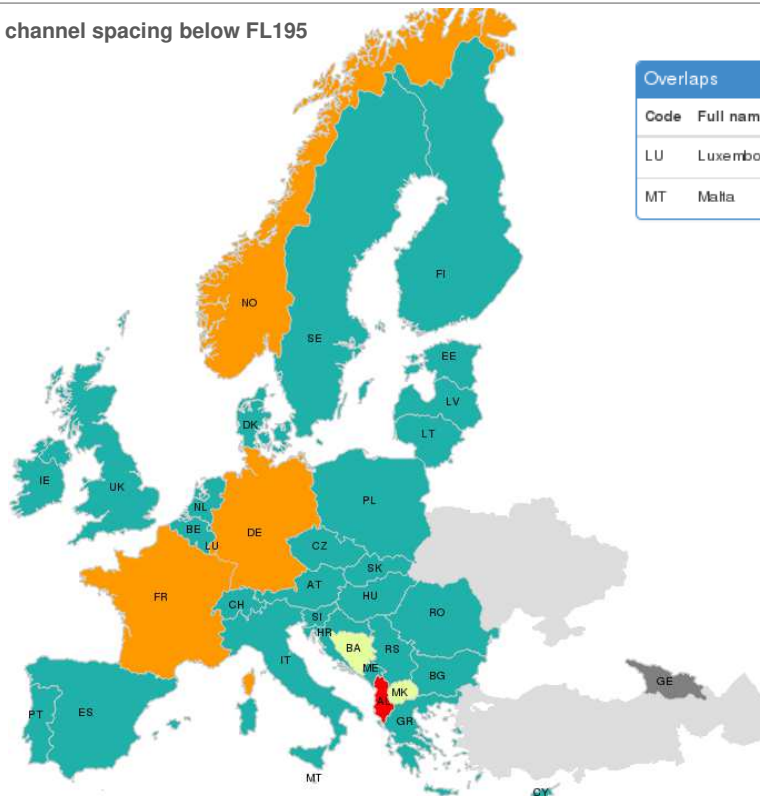 channel spacing below FL195
Overlaps
Code Full nam
LU Luxembo
MT Malta
NO
SE
FI
EE
LV
LT
DK
IE
UK
NL
BE
LU
DE
PL
CZ
SK
FR
CH
AT
HU
SI
HR
RO
BA
RS
IT
ME
BG
MK
AL
GE
PT
ES
GR
MT
CY